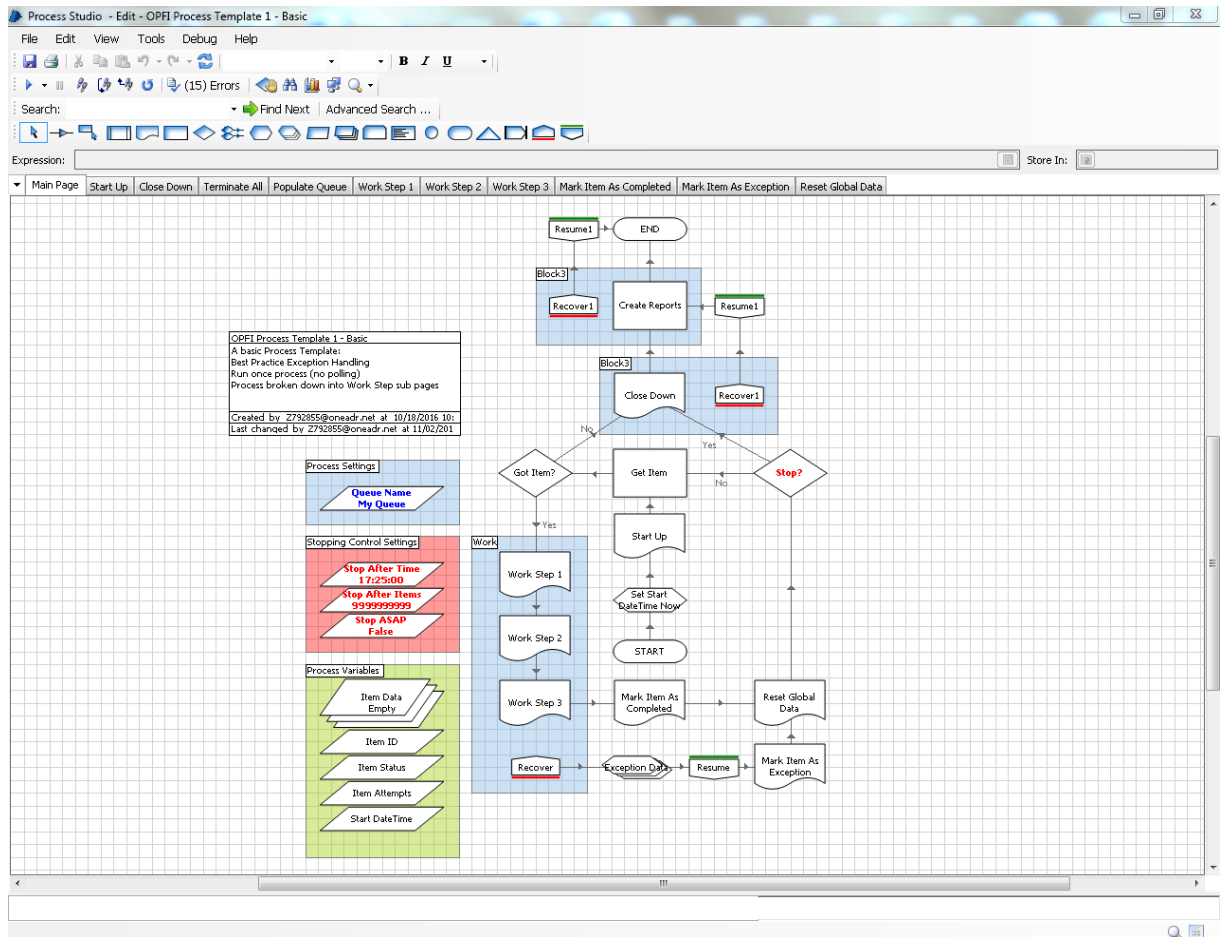 Process Studio - Edit - OPFI Process Template 1 - Basic
File Edit View Tools Debug Help
B I U
(15) Errors
Search: Find Next Advanced Search ...
Expression: Store In:
Main Page Start Up Close Down Terminate All Populate Queue Work Step 1 Work Step 2 Work Step 3 Mark Item As Completed Mark Item As Exception Reset Global Data
Resume1 END
Block3
Recover1 Create Reports Resume1
OPFI Process Template 1 - Basic
A basic Process Template:
Best Practice Exception Handling
Run once process (no polling)
Process broken down into Work Step sub pages
Created by Z792855@oneadr.net at 10/18/2016 10:
Last changed by Z792855@oneadr.net at 11/02/201
Block3
Close Down Recover1
No Yes
Got Item? Get Item Stop?
No
Yes
Process Settings
Queue Name
My Queue
Start Up
Stopping Control Settings
Stop After Time
17:25:00
Stop After Items
9999999999
Stop ASAP
False
Work
Work Step 1
Set Start
DateTime Now
Work Step 2
START
Process Variables
Item Data
Empty
Item ID
Item Status
Item Attempts
Start DateTime
Work Step 3
Mark Item As
Completed
Reset Global
Data
Recover Exception Data Resume
Mark Item As
Exception